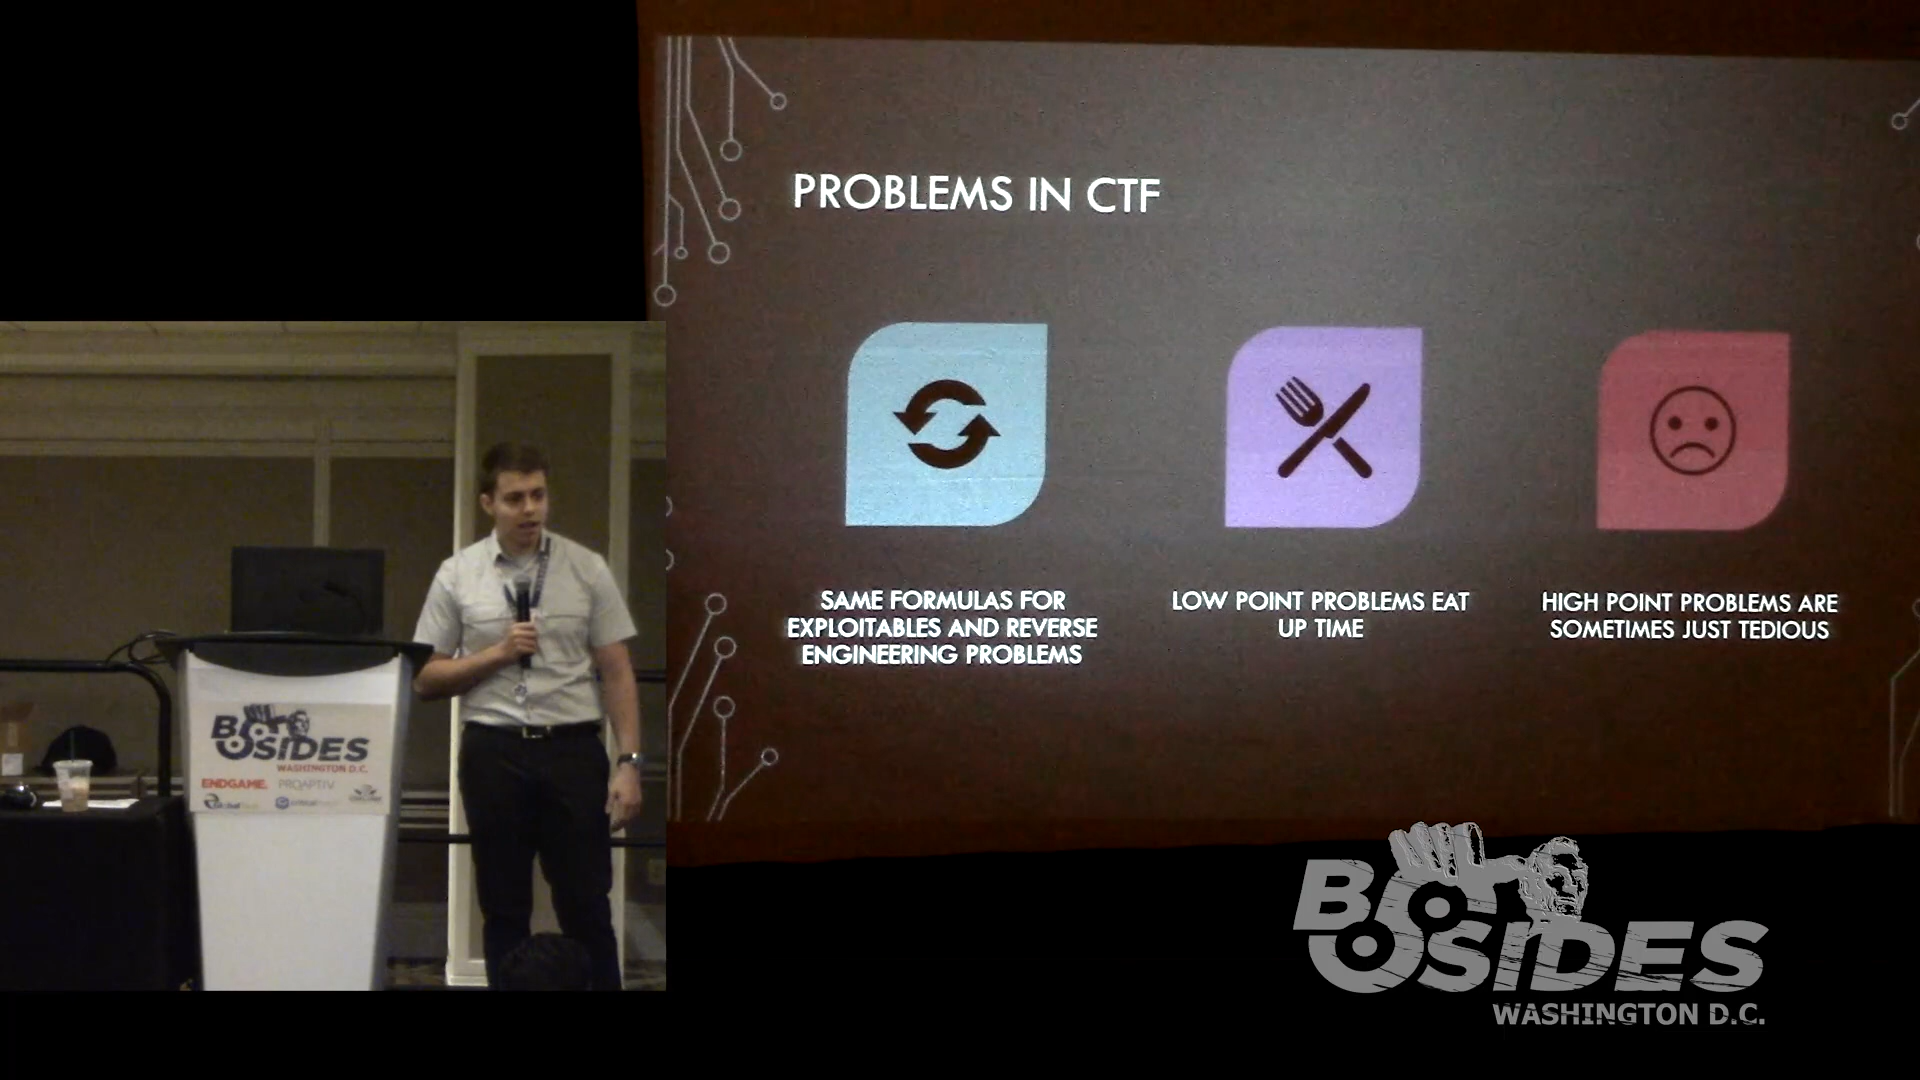 PROBLEMS IN CTF
SAME FORMULAS FOR
EXPLOITABLES AND REVERSE
ENGINEERING PROBLEMS
LOW POINT PROBLEMS EAT
UP TIME
HIGH POINT PROBLEMS ARE
SOMETIMES JUST TEDIOUS
BSIDES
WASHINGTON D.C.
ENDGAME.
PROAPTIV
BSIDES
WASHINGTON D.C.